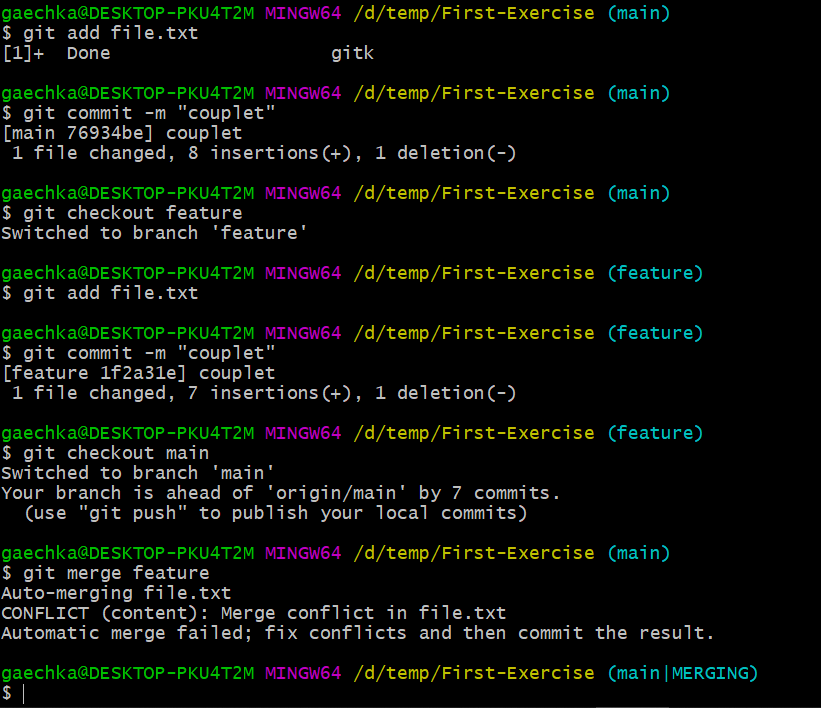 gaechka@DESKTOP-PKU4T2M MINGW64 /d/temp/First-Exercise (main)
$ git add file.txt
[1]+  Done                    gitk
gaechka@DESKTOP-PKU4T2M MINGW64 /d/temp/First-Exercise (main)
$ git commit -m "couplet"
[main 76934be] couplet
 1 file changed, 8 insertions(+), 1 deletion(-)
gaechka@DESKTOP-PKU4T2M MINGW64 /d/temp/First-Exercise (main)
$ git checkout feature
Switched to branch 'feature'
gaechka@DESKTOP-PKU4T2M MINGW64 /d/temp/First-Exercise (feature)
$ git add file.txt
gaechka@DESKTOP-PKU4T2M MINGW64 /d/temp/First-Exercise (feature)
$ git commit -m "couplet"
[feature 1f2a31e] couplet
 1 file changed, 7 insertions(+), 1 deletion(-)
gaechka@DESKTOP-PKU4T2M MINGW64 /d/temp/First-Exercise (feature)
$ git checkout main
Switched to branch 'main'
Your branch is ahead of 'origin/main' by 7 commits.
  (use "git push" to publish your local commits)
gaechka@DESKTOP-PKU4T2M MINGW64 /d/temp/First-Exercise (main)
$ git merge feature
Auto-merging file.txt
CONFLICT (content): Merge conflict in file.txt
Automatic merge failed; fix conflicts and then commit the result.
gaechka@DESKTOP-PKU4T2M MINGW64 /d/temp/First-Exercise (main|MERGING)
$